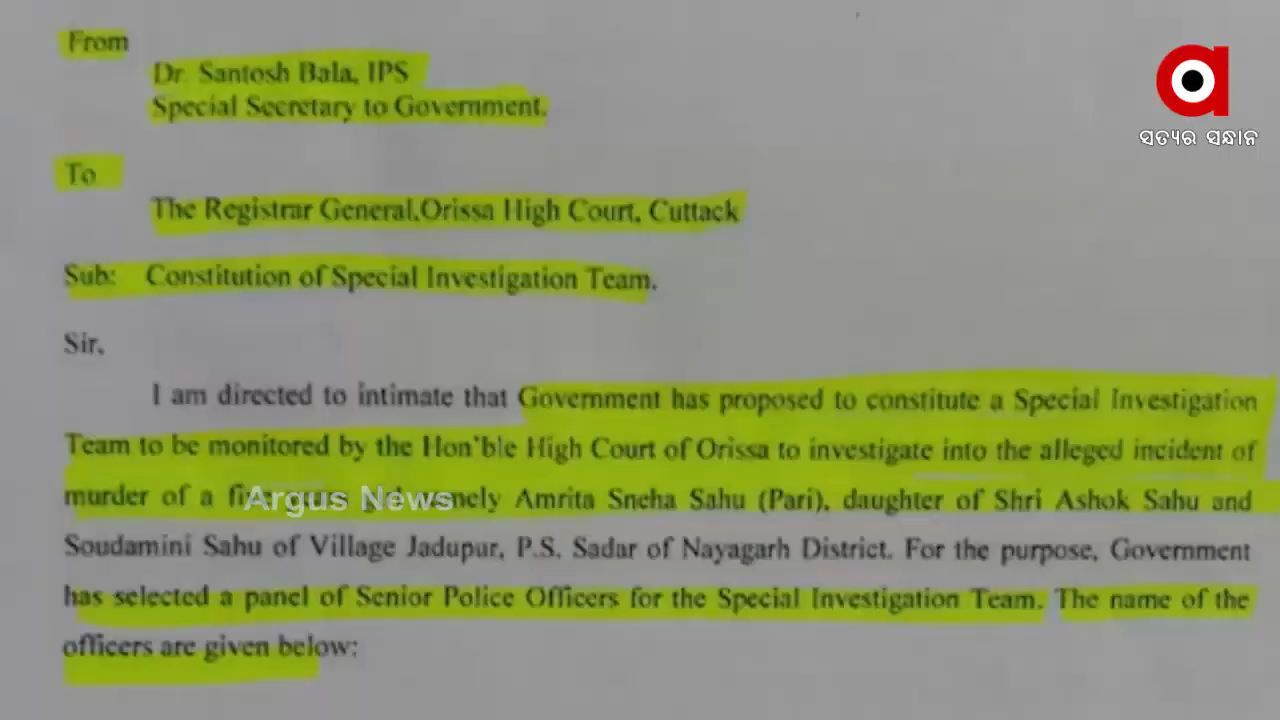 From
Dr. Santosh Bala, IPS
Special Secretary to Government.
To
The Registrar General,Orissa High Court, Cuttack
Sub: Constitution of Special Investigation Team.
Sir,
I am directed to intimate that Government has proposed to constitute a Special Investigation
Team to be monitored by the Hon'ble High Court of Orissa to investigate into the alleged incident of
murder of a Amrita Sneha Sahu (Pari), daughter of Shri Ashok Sahu and
Soudamini Sahu of Village Jadupur, P.S. Sadar of Nayagarh District. For the purpose, Government
has selected a panel of Senior Police Officers for the Special Investigation Team. The name of the
officers are given below:
Argus News
ସତ୍ୟର ସନ୍ଧାନ